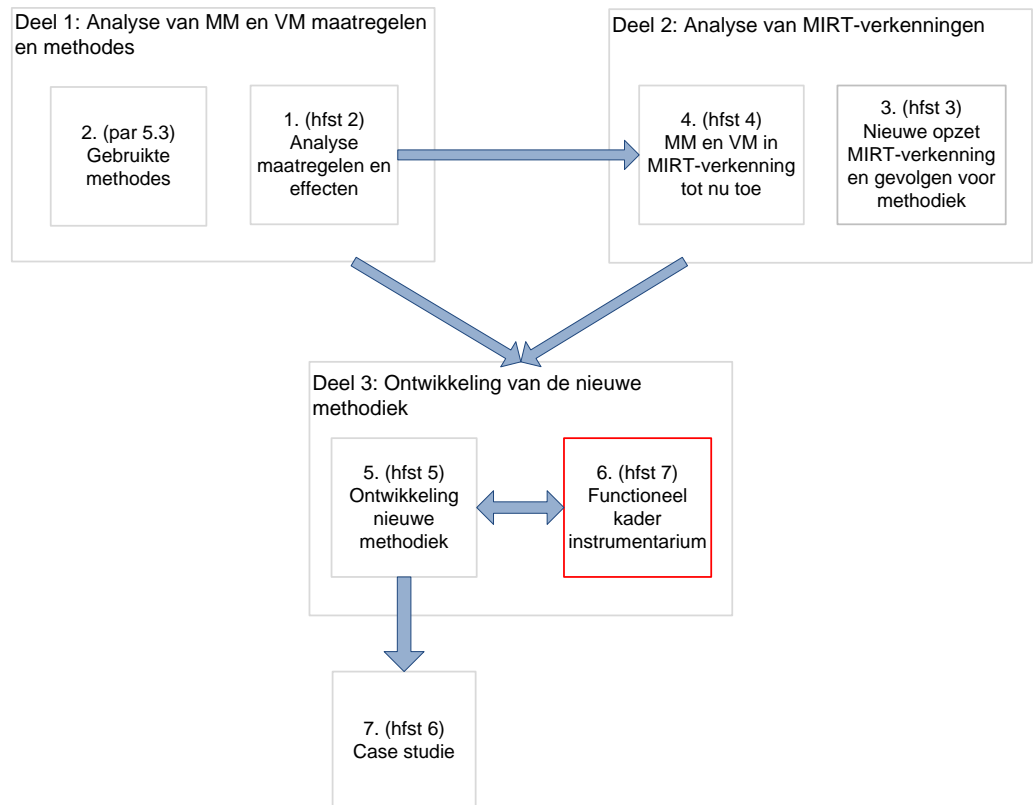 Deel 1: Analyse van MM en VM maatregelen
en methodes
2. (par 5.3)
Gebruikte
methodes
1. (hfst 2)
Analyse
maatregelen en
effecten
Deel 2: Analyse van MIRT-verkenningen
4. (hfst 4)
MM en VM in
MIRT-verkenning
tot nu toe
3. (hfst 3)
Nieuwe opzet
MIRT-verkenning
en gevolgen voor
methodiek
Deel 3: Ontwikkeling van de nieuwe
methodiek
5. (hfst 5)
Ontwikkeling
nieuwe
methodiek
6. (hfst 7)
Functioneel
kader
instrumentarium
7. (hfst 6)
Case studie